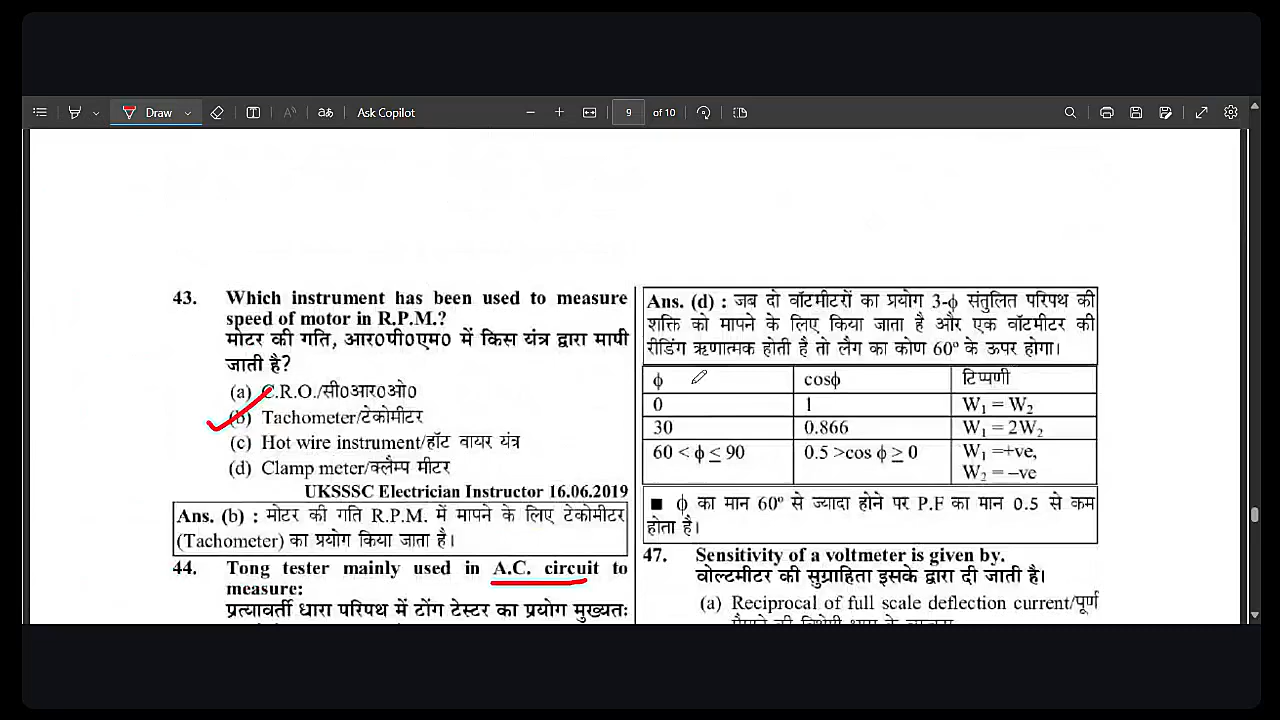 Draw
Ask Copilot
9 of 10
43. Which instrument has been used to measure
speed of motor in R.P.M.?
मोटर की गति, आर0पी0एम0 में किस यंत्र द्वारा मापी
जाती है?
(a) C.R.O./सी0आर0ओ0
(b) Tachometer/टेकोमीटर
(c) Hot wire instrument/हॉट वायर यंत्र
(d) Clamp meter/क्लैम्प मीटर
UKSSSC Electrician Instructor 16.06.2019
Ans. (b) : मोटर की गति R.P.M. में मापने के लिए टेकोमीटर
(Tachometer) का प्रयोग किया जाता है।
44. Tong tester mainly used in A.C. circuit to
measure:
प्रत्यावर्ती धारा परिपथ में टोंग टेस्टर का प्रयोग मुख्यतः
Ans. (d) : जब दो वॉटमीटरों का प्रयोग 3-ϕ संतुलित परिपथ की
शक्ति को मापने के लिए किया जाता है और एक वॉटमीटर की
रीडिंग ऋणात्मक होती है तो लैग का कोण 60º के ऊपर होगा।
ϕ cosϕ टिप्पणी
0 1 W₁ = W₂
30 0.866 W₁ = 2W₂
60 < ϕ ≤ 90 0.5 >cos ϕ ≥ 0 W₁ =+ve,
W₂ = –ve
■ ϕ का मान 60º से ज्यादा होने पर P.F का मान 0.5 से कम
होता है।
47. Sensitivity of a voltmeter is given by.
वोल्टमीटर की सुग्राहिता इसके द्वारा दी जाती है।
(a) Reciprocal of full scale deflection current/पूर्ण